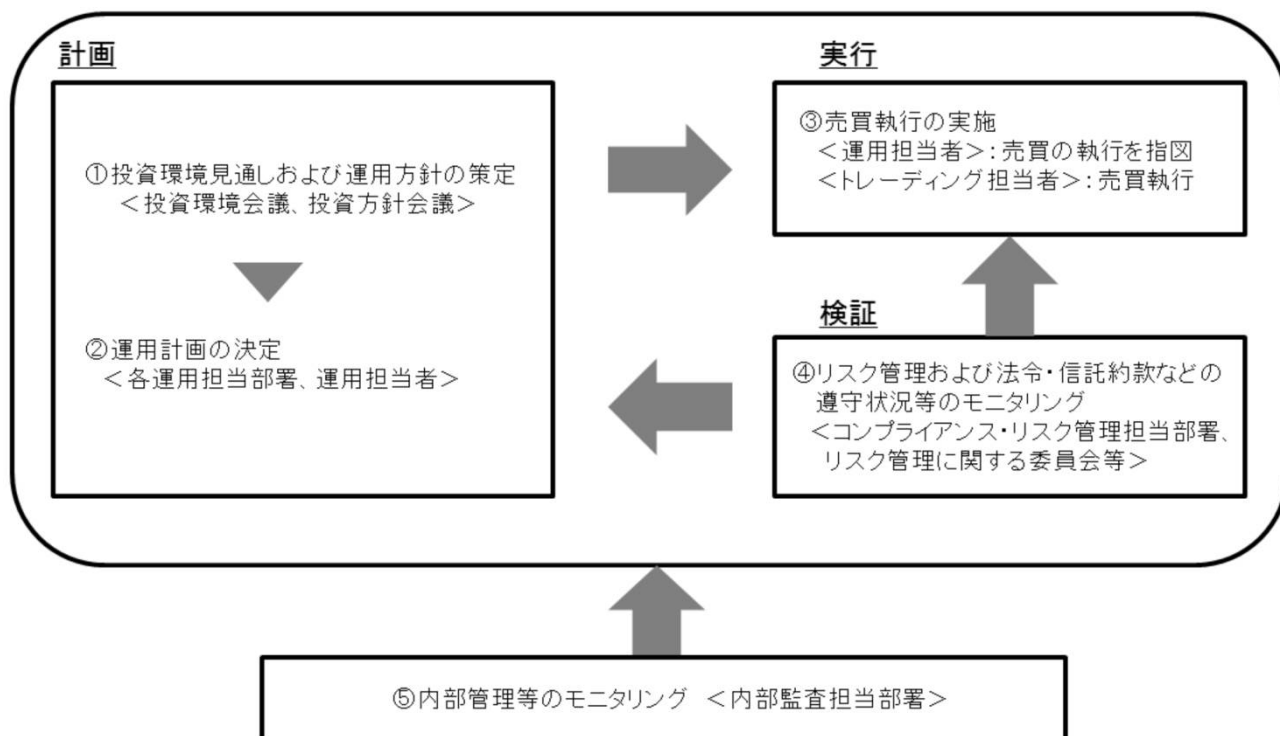 計画
①投資環境見通しおよび運用方針の策定
<投資環境会議、投資方針会議>
②運用計画の決定
<各運用担当部署、運用担当者>
実行
③売買執行の実施
<運用担当者>:売買の執行を指図
<トレーディング担当者>:売買執行
検証
④リスク管理および法令・信託約款などの
遵守状況等のモニタリング
<コンプライアンス・リスク管理担当部署、
リスク管理に関する委員会等>
⑤内部管理等のモニタリング <内部監査担当部署>